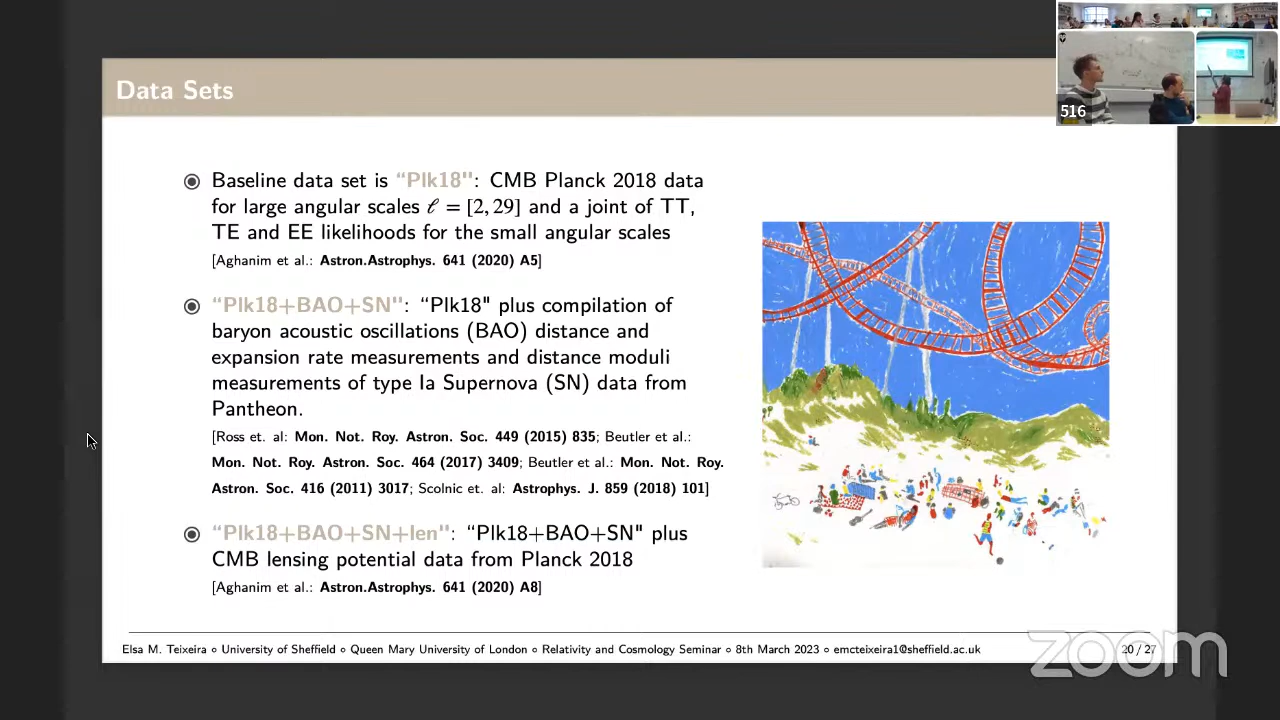 Data Sets
516
Baseline data set is “Plk18": CMB Planck 2018 data
for large angular scales ℓ = [2, 29] and a joint of TT,
TE and EE likelihoods for the small angular scales
[Aghanim et al.: Astron.Astrophys. 641 (2020) A5]
“Plk18+BAO+SN": “Plk18" plus compilation of
baryon acoustic oscillations (BAO) distance and
expansion rate measurements and distance moduli
measurements of type Ia Supernova (SN) data from
Pantheon.
[Ross et. al: Mon. Not. Roy. Astron. Soc. 449 (2015) 835; Beutler et al.:
Mon. Not. Roy. Astron. Soc. 464 (2017) 3409; Beutler et al.: Mon. Not. Roy.
Astron. Soc. 416 (2011) 3017; Scolnic et. al: Astrophys. J. 859 (2018) 101]
“Plk18+BAO+SN+len": “Plk18+BAO+SN" plus
CMB lensing potential data from Planck 2018
[Aghanim et al.: Astron.Astrophys. 641 (2020) A8]
Elsa M. Teixeira ∘ University of Sheffield ∘ Queen Mary University of London ∘ Relativity and Cosmology Seminar ∘ 8th March 2023 ∘ emcteixeira1@sheffield.ac.uk
20 / 27
zoom